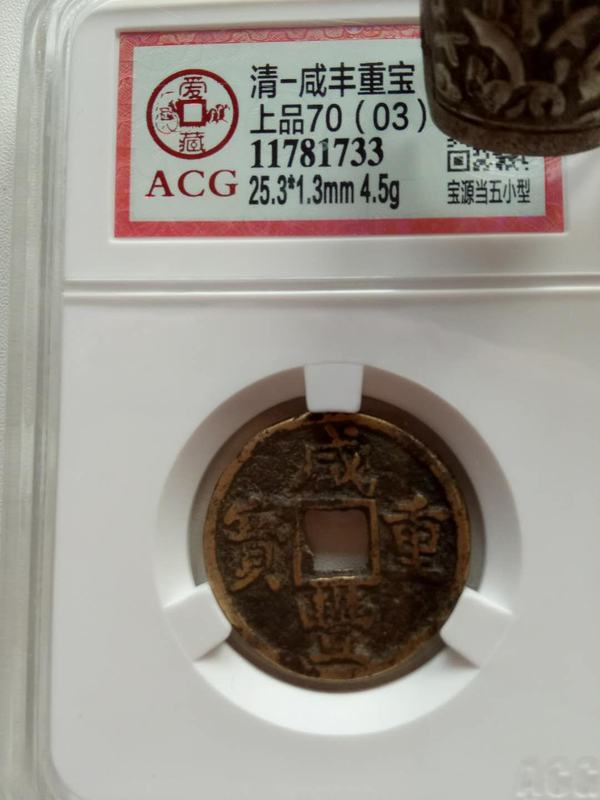 爱藏
ACG
清-咸丰重宝
上品70(03)
11781733
25.3*1.3mm 4.5g
宝源当五小型
咸豐重寶
ACG